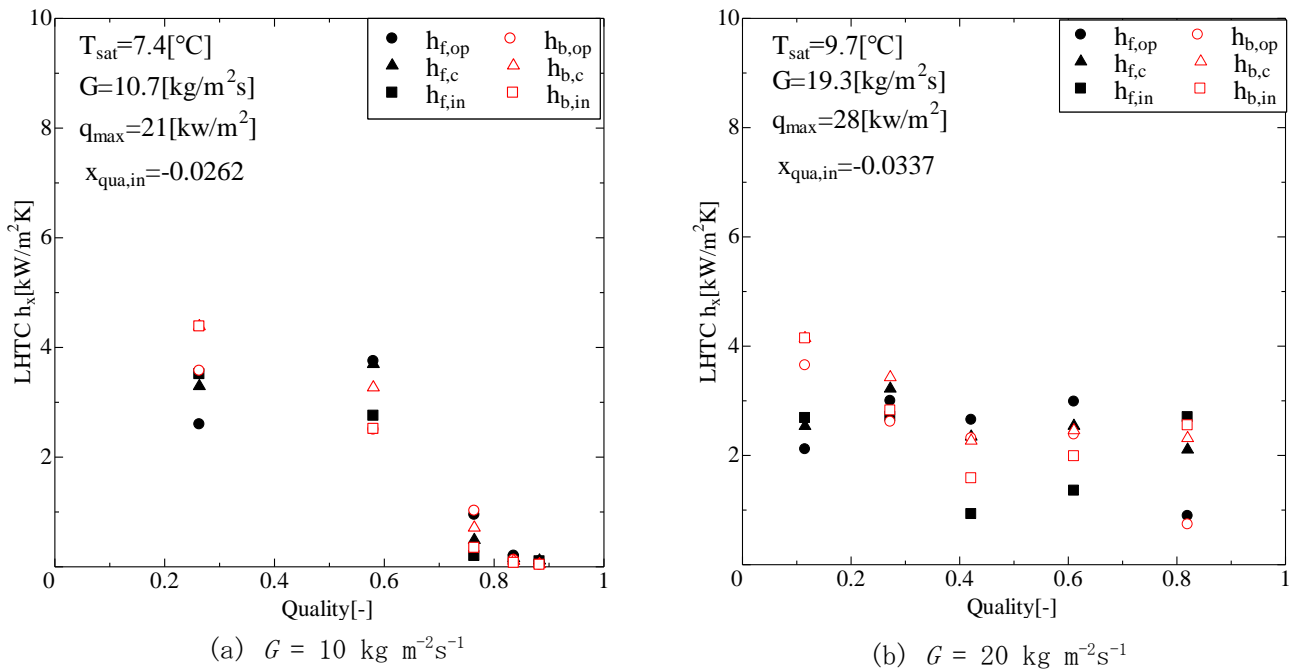 T_sat=7.4[°C]
G=10.7[kg/m²s]
q_max=21[kw/m²]
x_qua,in=-0.0262
h_f,op h_b,op
h_f,c h_b,c
h_f,in h_b,in
10
8
6
4
2
0 0.2 0.4 0.6 0.8 1
LHTC h_x[kW/m²K]
Quality[-]
(a) G = 10 kg m⁻²s⁻¹
T_sat=9.7[°C]
G=19.3[kg/m²s]
q_max=28[kw/m²]
x_qua,in=-0.0337
h_f,op h_b,op
h_f,c h_b,c
h_f,in h_b,in
10
8
6
4
2
0 0.2 0.4 0.6 0.8 1
LHTC h_x[kW/m²K]
Quality[-]
(b) G = 20 kg m⁻²s⁻¹